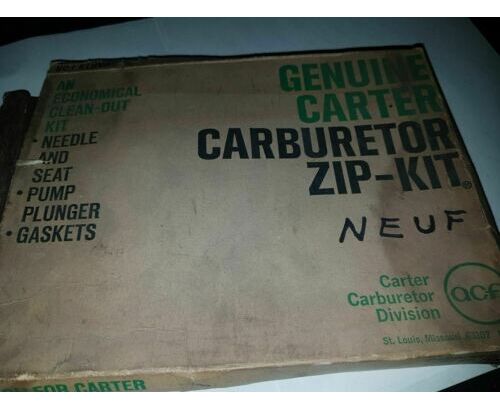 AN
ECONOMICAL
CLEAN-OUT
KIT
• NEEDLE
AND
SEAT
• PUMP
PLUNGER
• GASKETS
GENUINE
CARTER
CARBURETOR
ZIP-KIT®
NEUF
Carter
Carburetor
Division
acf
St. Louis, Missouri 63107
FOR CARTER